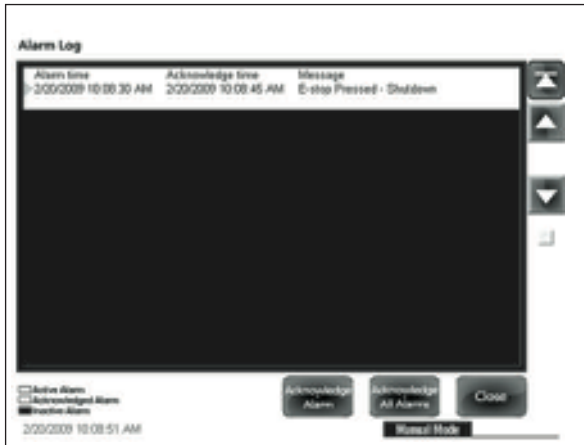 Alarm Log
Alarm time Acknowledge time Message
2/20/2009 10:08:30 AM 2/20/2009 10:08:45 AM E-stop Pressed - Shutdown
Active Alarm
Acknowledged Alarm
Inactive Alarm
Acknowledge Alarm
Acknowledge All Alarms
Close
2/20/2009 10:08:51 AM
Manual Mode